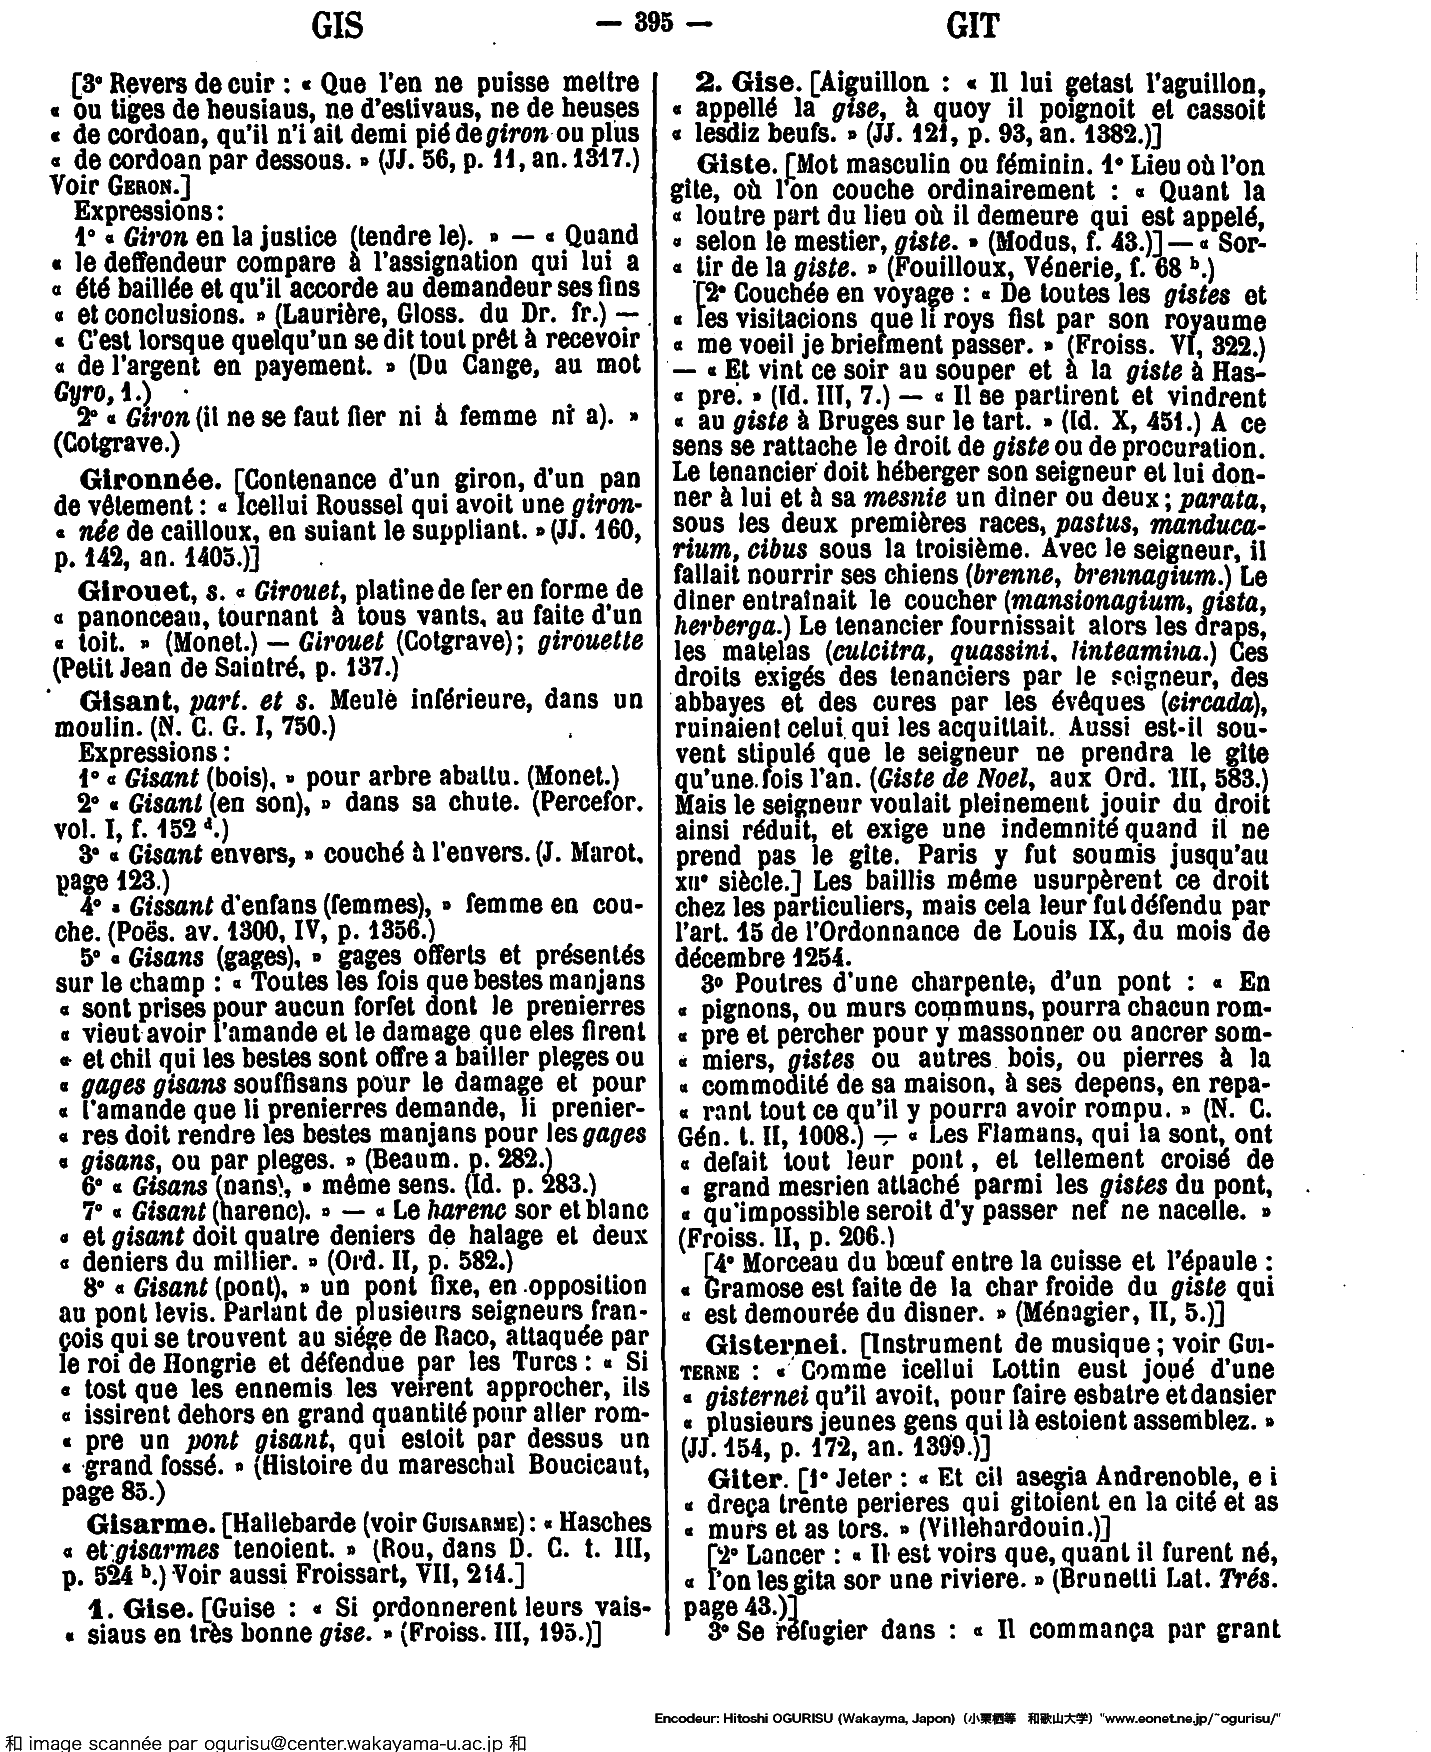 GIS — 395 — GIT
[3º Revers de cuir : « Que l'en ne puisse mettre
« ou tiges de heusiaus, ne d'estivaus, ne de heuses
« de cordoan, qu'il n'i ait demi pié de giron ou plus
« de cordoan par dessous. » (JJ. 56, p. 11, an. 1317.)
Voir GERON.]
Expressions :
1º « Giron en la justice (tendre le). » — « Quand
« le deffendeur compare à l'assignation qui lui a
« été baillée et qu'il accorde au demandeur ses fins
« et conclusions. » (Laurière, Gloss. du Dr. fr.) —
« C'est lorsque quelqu'un se dit tout prêt à recevoir
« de l'argent en payement. » (Du Cange, au mot
Gyro, 1.)
2º « Giron (il ne se faut fier ni à femme ni a). »
(Cotgrave.)
Gironnée. [Contenance d'un giron, d'un pan
de vêtement : « Icellui Roussel qui avoit une giron-
« née de cailloux, en suiant le suppliant. » (JJ. 160,
p. 142, an. 1405.)]
Girouet, s. « Girouet, platine de fer en forme de
« panonceau, tournant à tous vants, au faite d'un
« toit. » (Monet.) — Girouet (Cotgrave) ; girouette
(Petit Jean de Saintré, p. 137.)
Gisant, part. et s. Meule inférieure, dans un
moulin. (N. C. G. I, 750.)
Expressions :
1º « Gisant (bois), » pour arbre abattu. (Monet.)
2º « Gisant (en son), » dans sa chute. (Percefor.
vol. I, f. 152 d.)
3º « Gisant envers, » couché à l'envers. (J. Marot,
page 123.)
4º « Gissant d'enfans (femmes), » femme en cou-
che. (Poës. av. 1300, IV, p. 1356.)
5º « Gisans (gages), » gages offerts et présentés
sur le champ : « Toutes les fois que bestes manjans
« sont prises pour aucun forfet dont le prenierres
« vieut avoir l'amande et le damage que eles firent
« et chil qui les bestes sont offre a bailler pleges ou
« gages gisans souffisans pour le damage et pour
« l'amande que li prenierres demande, li prenier-
« res doit rendre les bestes manjans pour les gages
« gisans, ou par pleges. » (Beaum. p. 282.)
6º « Gisans (nans), » même sens. (Id. p. 283.)
7º « Gisant (harenc). » — « Le harenc sor et blanc
« et gisant doit quatre deniers de halage et deux
« deniers du millier. » (Ord. II, p. 582.)
8º « Gisant (pont), » un pont fixe, en opposition
au pont levis. Parlant de plusieurs seigneurs fran-
çois qui se trouvent au siége de Raco, attaquée par
le roi de Hongrie et défendue par les Turcs : « Si
« tost que les ennemis les veirent approcher, ils
« issirent dehors en grand quantité pour aller rom-
« pre un pont gisant, qui estoit par dessus un
« grand fossé. » (Histoire du mareschal Boucicaut,
page 85.)
Gisarme. [Hallebarde (voir GUISARME) : « Hasches
« et gisarmes tenoient. » (Rou, dans D. C. t. III,
p. 524 b.) Voir aussi Froissart, VII, 214.]
1. Gise. [Guise : « Si ordonnerent leurs vais-
« siaus en très bonne gise. » (Froiss. III, 195.)]
2. Gise. [Aiguillon : « Il lui getast l'aguillon,
« appellé la gise, à quoy il poignoit et cassoit
« lesdiz beufs. » (JJ. 121, p. 93, an. 1382.)]
Giste. [Mot masculin ou féminin. 1º Lieu où l'on
gîte, où l'on couche ordinairement : « Quant la
« loutre part du lieu où il demeure qui est appelé,
« selon le mestier, giste. » (Modus, f. 43.)] — « Sor-
« tir de la giste. » (Fouilloux, Vénerie, f. 68 b.)
[2º Couchée en voyage : « De toutes les gistes et
« les visitacions que li roys fist par son royaume
« me voeil je briefment passer. » (Froiss. VI, 322.)
— « Et vint ce soir au souper et à la giste à Has-
« pre. » (Id. III, 7.) — « Il se partirent et vindrent
« au giste à Bruges sur le tart. » (Id. X, 451.) A ce
sens se rattache le droit de giste ou de procuration.
Le tenancier doit héberger son seigneur et lui don-
ner à lui et à sa mesnie un dîner ou deux ; parata,
sous les deux premières races, pastus, manduca-
rium, cibus sous la troisième. Avec le seigneur, il
fallait nourrir ses chiens (brenne, brennagium.) Le
dîner entraînait le coucher (mansionagium, gista,
herberga.) Le tenancier fournissait alors les draps,
les matelas (culcitra, quassini, linteamina.) Ces
droits exigés des tenanciers par le seigneur, des
abbayes et des cures par les évêques (circada),
ruinaient celui qui les acquittait. Aussi est-il sou-
vent stipulé que le seigneur ne prendra le gîte
qu'une fois l'an. (Giste de Noel, aux Ord. III, 583.)
Mais le seigneur voulait pleinement jouir du droit
ainsi réduit, et exige une indemnité quand il ne
prend pas le gîte. Paris y fut soumis jusqu'au
XIIe siècle.] Les baillis même usurpèrent ce droit
chez les particuliers, mais cela leur fut défendu par
l'art. 15 de l'Ordonnance de Louis IX, du mois de
décembre 1254.
3º Poutres d'une charpente, d'un pont : « En
« pignons, ou murs communs, pourra chacun rom-
« pre et percher pour y massonner ou ancrer som-
« miers, gistes ou autres bois, ou pierres à la
« commodité de sa maison, à ses depens, en repa-
« rant tout ce qu'il y pourra avoir rompu. » (N. C.
Gén. t. II, 1008.) — « Les Flamans, qui la sont, ont
« defait tout leur pont, et tellement croisé de
« grand mesrien attaché parmi les gistes du pont,
« qu'impossible seroit d'y passer nef ne nacelle. »
(Froiss. II, p. 206.)
[4º Morceau du bœuf entre la cuisse et l'épaule :
« Gramose est faite de la char froide du giste qui
« est demourée du disner. » (Ménagier, II, 5.)]
Gisternei. [Instrument de musique ; voir GUI-
TERNE : « Comme icellui Lottin eust joué d'une
« gisternei qu'il avoit, pour faire esbatre et dansier
« plusieurs jeunes gens qui là estoient assemblez. »
(JJ. 154, p. 172, an. 1399.)]
Giter. [1º Jeter : « Et cil asegia Andrenoble, e i
« dreça trente perieres qui gitoient en la cité et as
« murs et as tors. » (Villehardouin.)]
[2º Lancer : « Il est voirs que, quant il furent né,
« l'on les gita sor une riviere. » (Brunetti Lat. Trés.
page 43.)]
3º Se réfugier dans : « Il commança par grant
Encodeur: Hitoshi OGURISU (Wakayma, Japon) (小栗栖等 和歌山大学) "www.eonet.ne.jp/~ogurisu/"
和 image scannée par ogurisu@center.wakayama-u.ac.jp 和